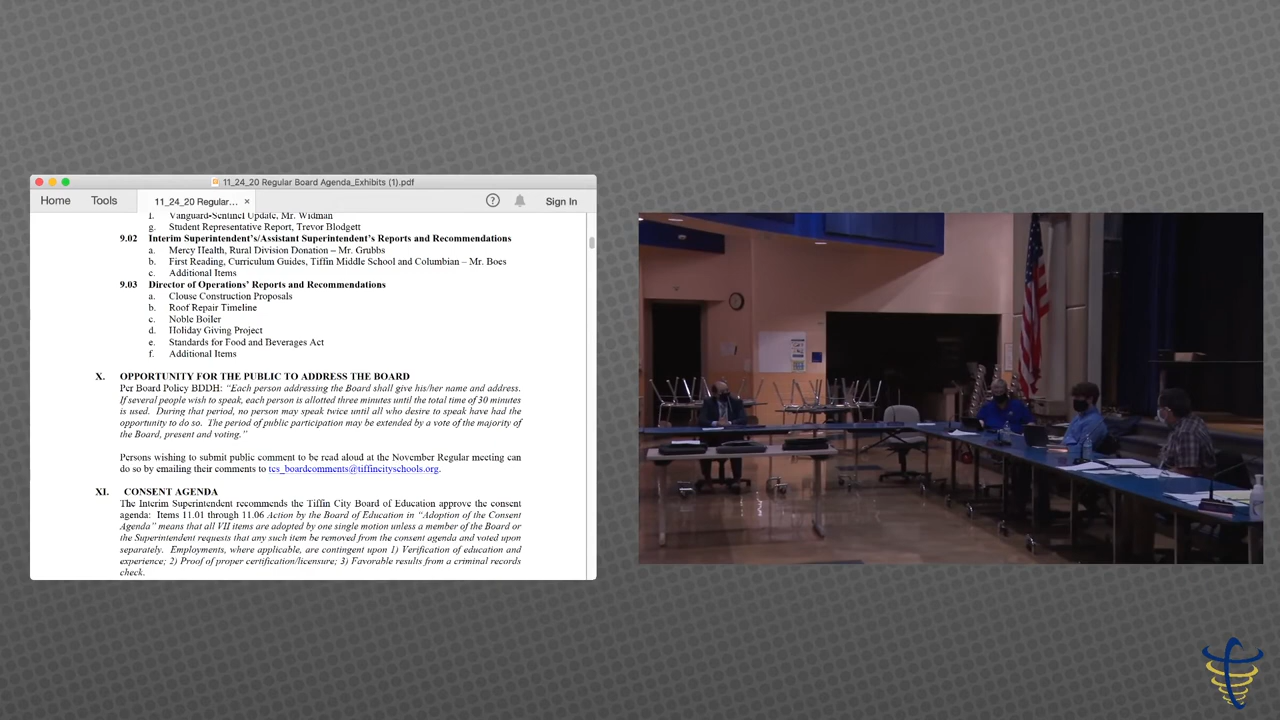 11_24_20 Regular Board Agenda_Exhibits (1).pdf
Home Tools 11_24_20 Regular... × ? Sign In
f. Vanguard-Sentinel Update, Mr. Widman
g. Student Representative Report, Trevor Blodgett
9.02 Interim Superintendent's/Assistant Superintendent's Reports and Recommendations
a. Mercy Health, Rural Division Donation – Mr. Grubbs
b. First Reading, Curriculum Guides, Tiffin Middle School and Columbian – Mr. Boes
c. Additional Items
9.03 Director of Operations' Reports and Recommendations
a. Clouse Construction Proposals
b. Roof Repair Timeline
c. Noble Boiler
d. Holiday Giving Project
e. Standards for Food and Beverages Act
f. Additional Items
X. OPPORTUNITY FOR THE PUBLIC TO ADDRESS THE BOARD
Per Board Policy BDDH: "Each person addressing the Board shall give his/her name and address.
If several people wish to speak, each person is allotted three minutes until the total time of 30 minutes
is used. During that period, no person may speak twice until all who desire to speak have had the
opportunity to do so. The period of public participation may be extended by a vote of the majority of
the Board, present and voting."
Persons wishing to submit public comment to be read aloud at the November Regular meeting can
do so by emailing their comments to tcs_boardcomments@tiffincityschools.org.
XI. CONSENT AGENDA
The Interim Superintendent recommends the Tiffin City Board of Education approve the consent
agenda: Items 11.01 through 11.06 Action by the Board of Education in "Adoption of the Consent
Agenda" means that all VII items are adopted by one single motion unless a member of the Board or
the Superintendent requests that any such item be removed from the consent agenda and voted upon
separately. Employments, where applicable, are contingent upon 1) Verification of education and
experience; 2) Proof of proper certification/licensure; 3) Favorable results from a criminal records
check.